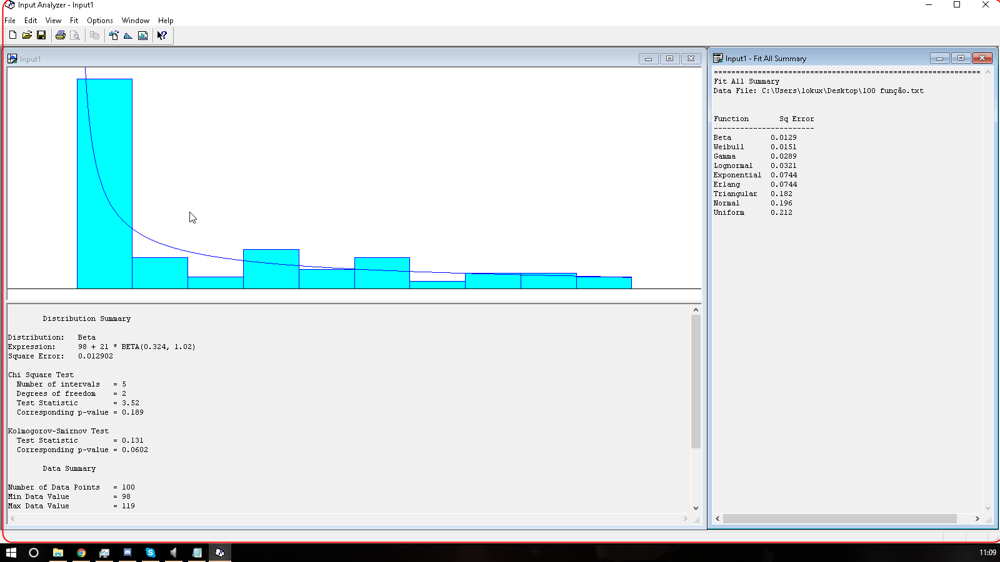 Input Analyzer - Input1
File Edit View Fit Options Window Help
Input1
Distribution Summary
Distribution: Beta
Expression: 98 + 21 * BETA(0.324, 1.02)
Square Error: 0.012902
Chi Square Test
Number of intervals = 5
Degrees of freedom = 2
Test Statistic = 3.52
Corresponding p-value = 0.189
Kolmogorov-Smirnov Test
Test Statistic = 0.131
Corresponding p-value = 0.0602
Data Summary
Number of Data Points = 100
Min Data Value = 98
Max Data Value = 119
Input1 - Fit All Summary
=============================================================
Fit All Summary
Data File: C:\Users\lokux\Desktop\100 função.txt
Function Sq Error
-----------------------
Beta 0.0129
Weibull 0.0151
Gamma 0.0289
Lognormal 0.0321
Exponential 0.0744
Erlang 0.0744
Triangular 0.182
Normal 0.196
Uniform 0.212
11:09